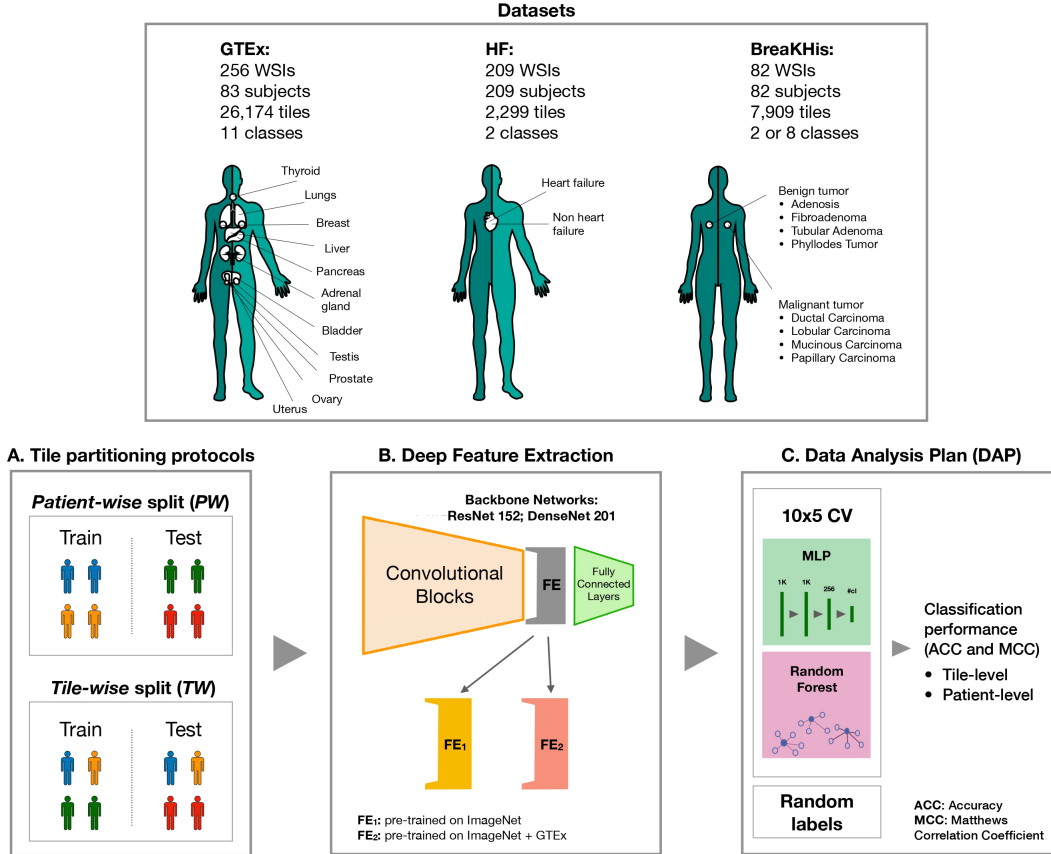 Datasets
GTEx:
256 WSIs
83 subjects
26,174 tiles
11 classes
Thyroid
Lungs
Breast
Liver
Pancreas
Adrenal
gland
Bladder
Testis
Prostate
Ovary
Uterus
HF:
209 WSIs
209 subjects
2,299 tiles
2 classes
Heart failure
Non heart
failure
BreaKHis:
82 WSIs
82 subjects
7,909 tiles
2 or 8 classes
Benign tumor
• Adenosis
• Fibroadenoma
• Tubular Adenoma
• Phyllodes Tumor
Malignant tumor
• Ductal Carcinoma
• Lobular Carcinoma
• Mucinous Carcinoma
• Papillary Carcinoma
A. Tile partitioning protocols
Patient-wise split (PW)
Train Test
Tile-wise split (TW)
Train Test
B. Deep Feature Extraction
Backbone Networks:
ResNet 152; DenseNet 201
Convolutional
Blocks
FE
Fully
Connected
Layers
FE₁
FE₂
FE₁: pre-trained on ImageNet
FE₂: pre-trained on ImageNet + GTEx
C. Data Analysis Plan (DAP)
10x5 CV
MLP
1K 1K 256 #cl
Random
Forest
Random
labels
Classification
performance
(ACC and MCC)
• Tile-level
• Patient-level
ACC: Accuracy
MCC: Matthews
Correlation Coefficient